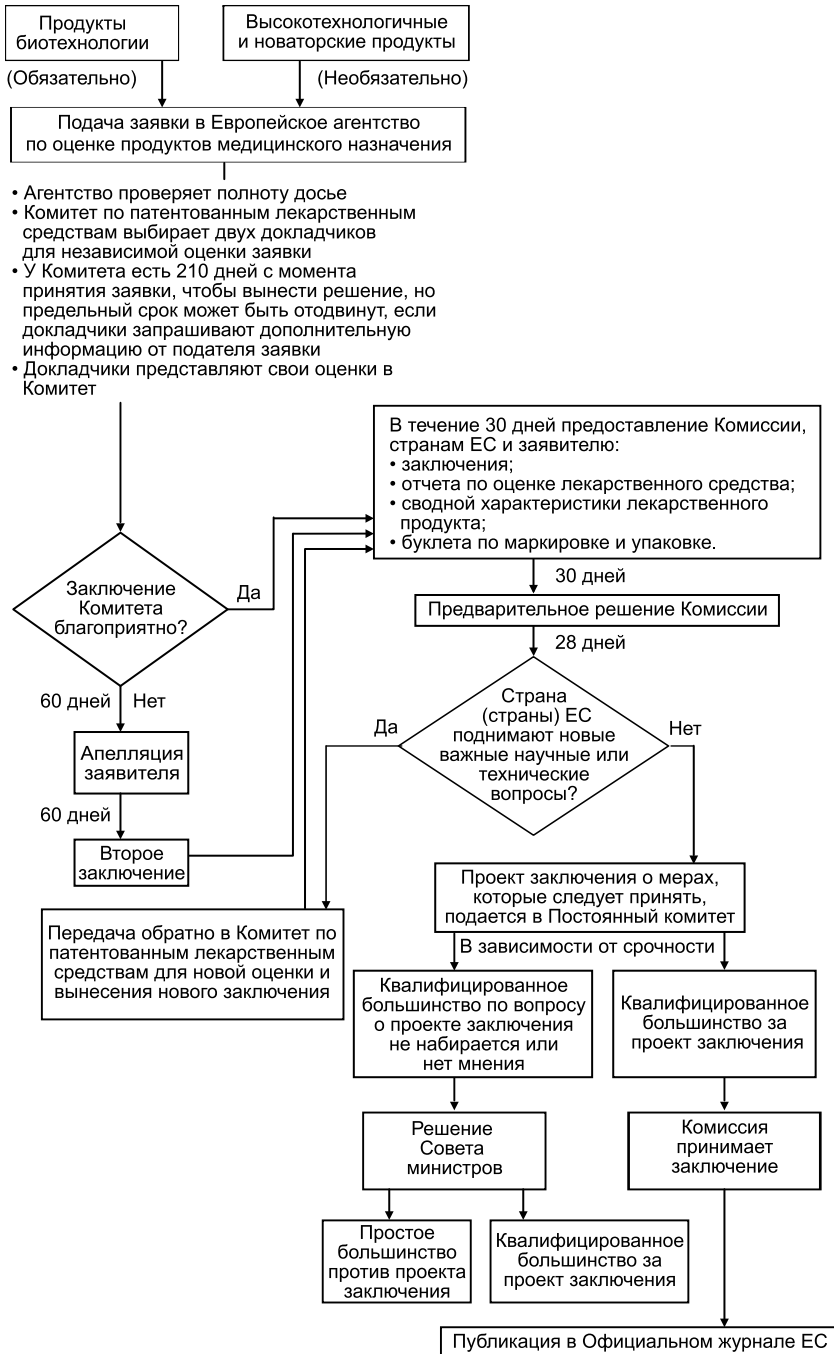 Продукты
биотехнологии
Высокотехнологичные
и новаторские продукты
(Обязательно)
(Необязательно)
Подача заявки в Европейское агентство
по оценке продуктов медицинского назначения
• Агентство проверяет полноту досье
• Комитет по патентованным лекарственным
средствам выбирает двух докладчиков
для независимой оценки заявки
• У Комитета есть 210 дней с момента
принятия заявки, чтобы вынести решение, но
предельный срок может быть отодвинут, если
докладчики запрашивают дополнительную
информацию от подателя заявки
• Докладчики представляют свои оценки в
Комитет
В течение 30 дней предоставление Комиссии,
странам ЕС и заявителю:
• заключения;
• отчета по оценке лекарственного средства;
• сводной характеристики лекарственного
продукта;
• буклета по маркировке и упаковке.
Заключение
Комитета
благоприятно?
Да
30 дней
Предварительное решение Комиссии
28 дней
60 дней
Нет
Апелляция
заявителя
60 дней
Второе
заключение
Страна
(страны) ЕС
поднимают новые
важные научные или
технические
вопросы?
Да
Нет
Передача обратно в Комитет по
патентованным лекарственным
средствам для новой оценки и
вынесения нового заключения
Проект заключения о мерах,
которые следует принять,
подается в Постоянный комитет
В зависимости от срочности
Квалифицированное
большинство по вопросу
о проекте заключения
не набирается или
нет мнения
Квалифицированное
большинство за
проект заключения
Решение
Совета
министров
Комиссия
принимает
заключение
Простое
большинство
против проекта
заключения
Квалифицированное
большинство за
проект заключения
Публикация в Официальном журнале ЕС